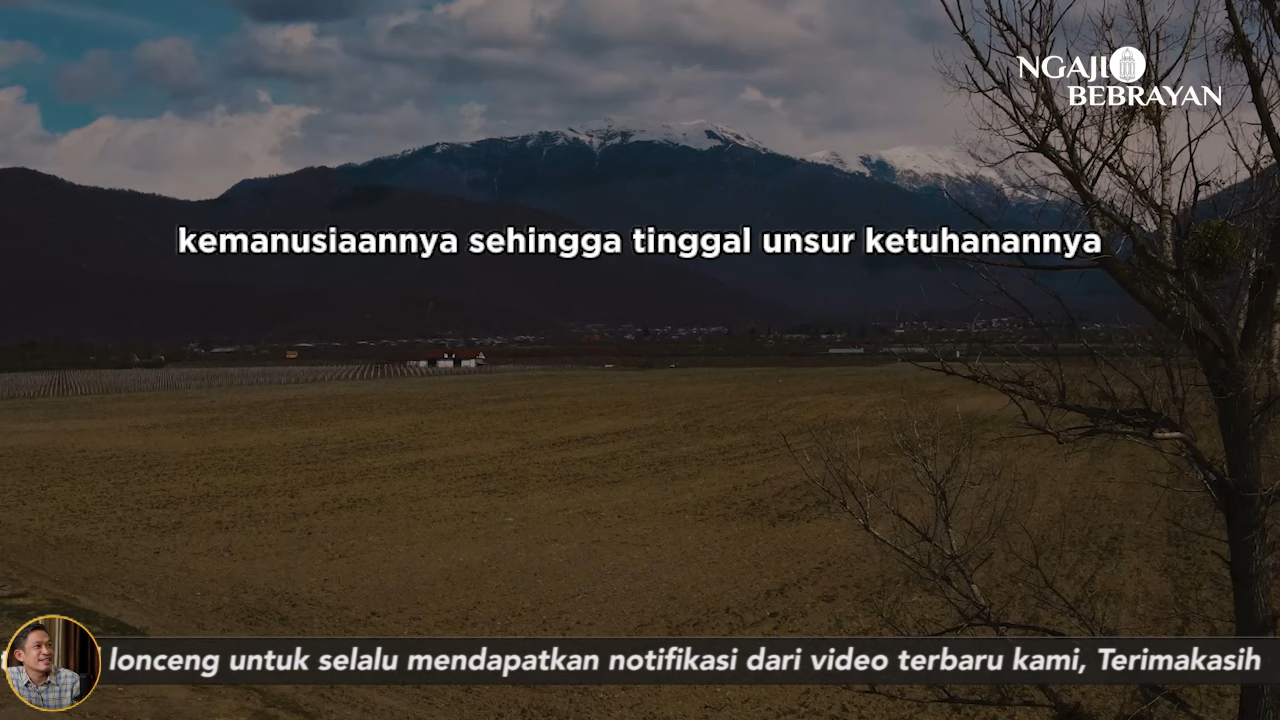 NGAJI
BEBRAYAN
kemanusiaannya sehingga tinggal unsur ketuhanannya
lonceng untuk selalu mendapatkan notifikasi dari video terbaru kami, Terimakasih